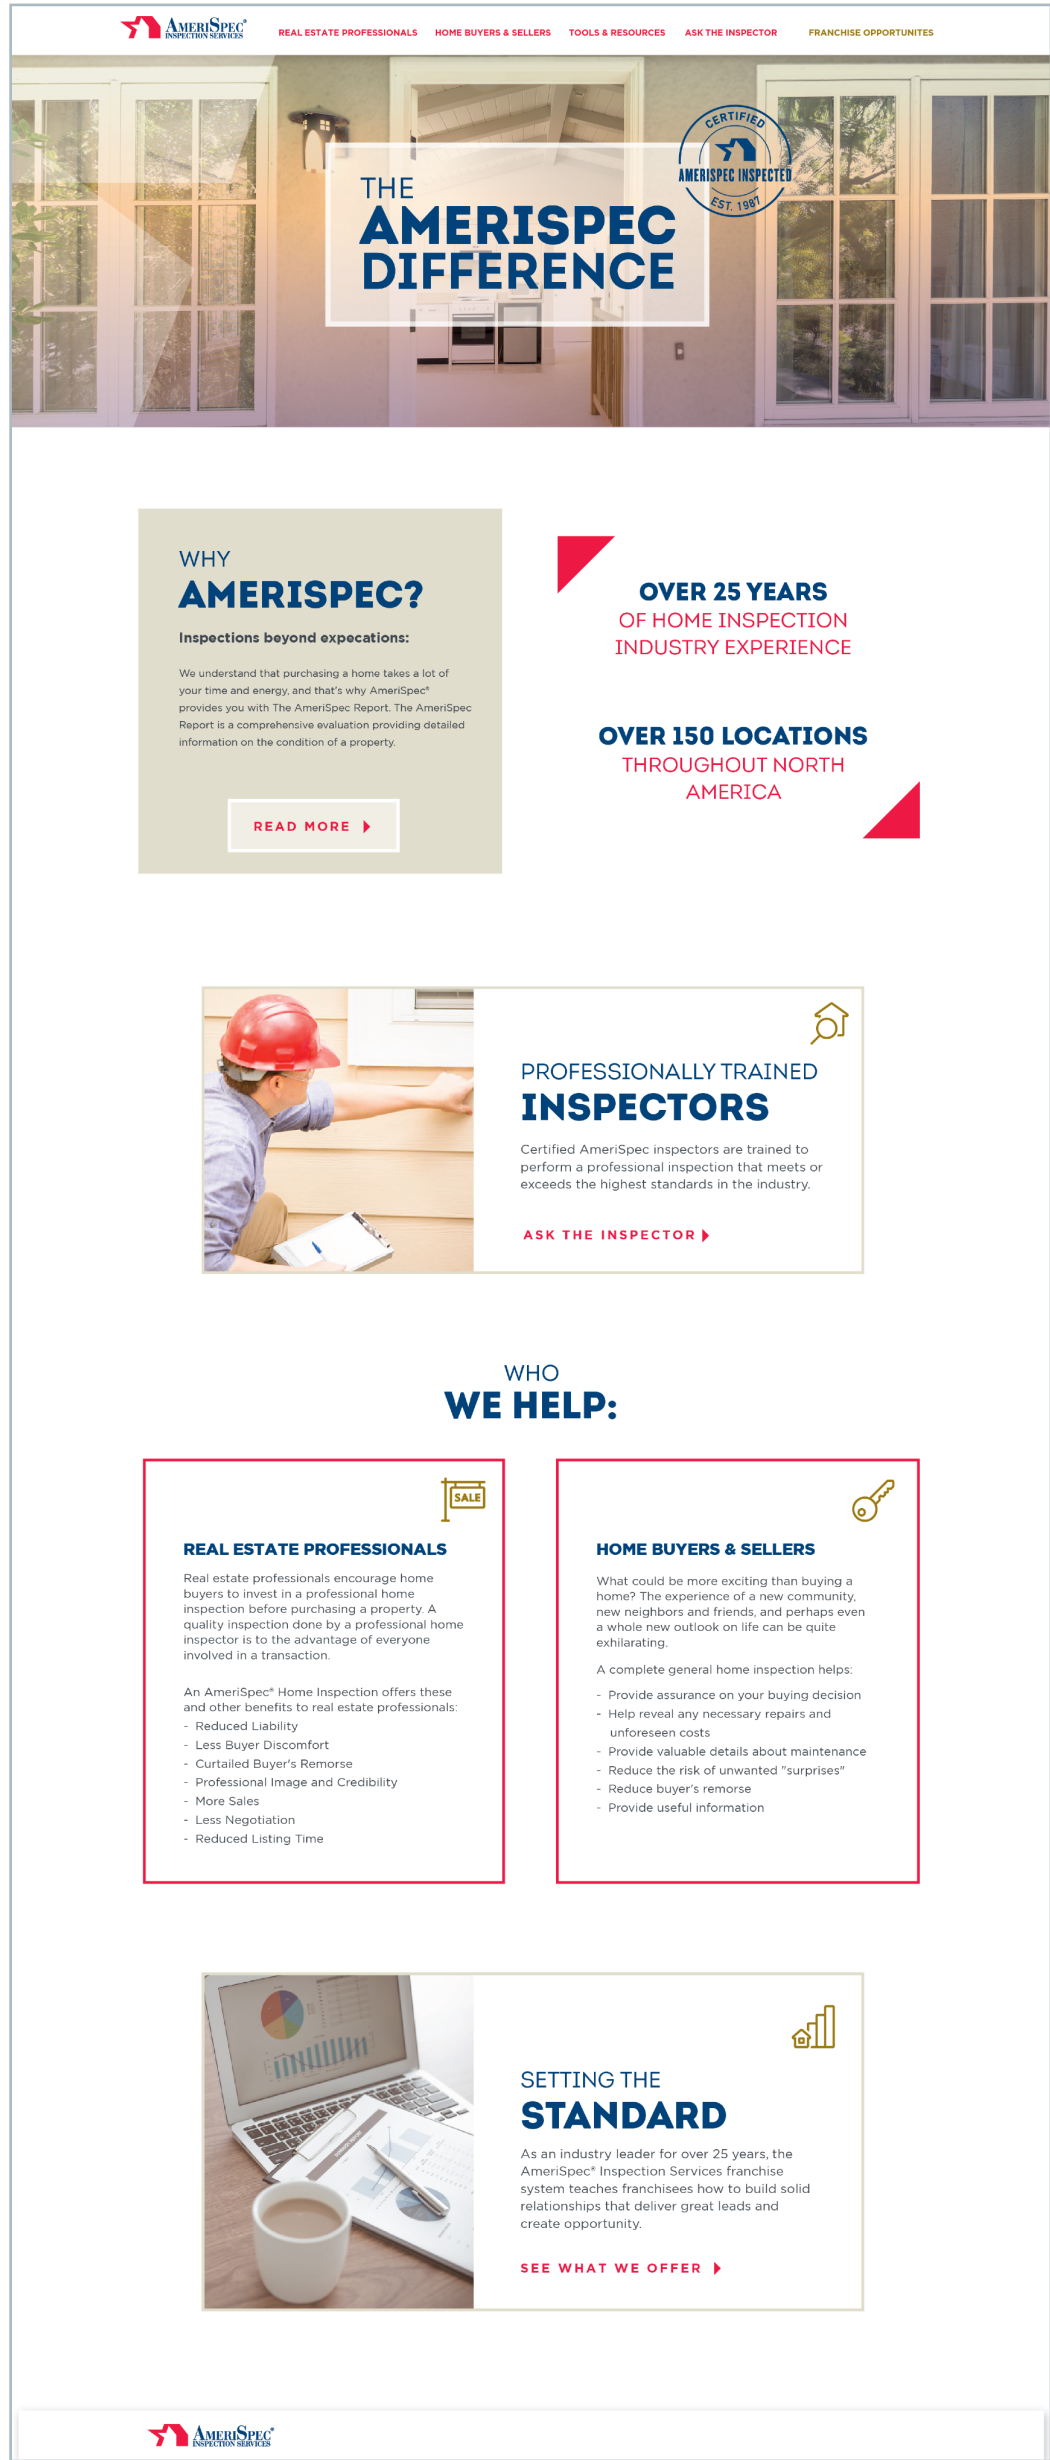 AMERISPEC®
INSPECTION SERVICES
REAL ESTATE PROFESSIONALS
HOME BUYERS & SELLERS
TOOLS & RESOURCES
ASK THE INSPECTOR
FRANCHISE OPPORTUNITES
CERTIFIED
AMERISPEC INSPECTED
EST. 1987
THE
AMERISPEC
DIFFERENCE
WHY
AMERISPEC?
Inspections beyond expecations:
We understand that purchasing a home takes a lot of
your time and energy, and that's why AmeriSpec®
provides you with The AmeriSpec Report. The AmeriSpec
Report is a comprehensive evaluation providing detailed
information on the condition of a property.
READ MORE
OVER 25 YEARS
OF HOME INSPECTION
INDUSTRY EXPERIENCE
OVER 150 LOCATIONS
THROUGHOUT NORTH
AMERICA
PROFESSIONALLY TRAINED
INSPECTORS
Certified AmeriSpec inspectors are trained to
perform a professional inspection that meets or
exceeds the highest standards in the industry.
ASK THE INSPECTOR
WHO
WE HELP:
SALE
REAL ESTATE PROFESSIONALS
Real estate professionals encourage home
buyers to invest in a professional home
inspection before purchasing a property. A
quality inspection done by a professional home
inspector is to the advantage of everyone
involved in a transaction.
An AmeriSpec® Home Inspection offers these
and other benefits to real estate professionals:
- Reduced Liability
- Less Buyer Discomfort
- Curtailed Buyer's Remorse
- Professional Image and Credibility
- More Sales
- Less Negotiation
- Reduced Listing Time
HOME BUYERS & SELLERS
What could be more exciting than buying a
home? The experience of a new community,
new neighbors and friends, and perhaps even
a whole new outlook on life can be quite
exhilarating.
A complete general home inspection helps:
- Provide assurance on your buying decision
- Help reveal any necessary repairs and
unforeseen costs
- Provide valuable details about maintenance
- Reduce the risk of unwanted "surprises"
- Reduce buyer's remorse
- Provide useful information
SETTING THE
STANDARD
As an industry leader for over 25 years, the
AmeriSpec® Inspection Services franchise
system teaches franchisees how to build solid
relationships that deliver great leads and
create opportunity.
SEE WHAT WE OFFER
AMERISPEC®
INSPECTION SERVICES